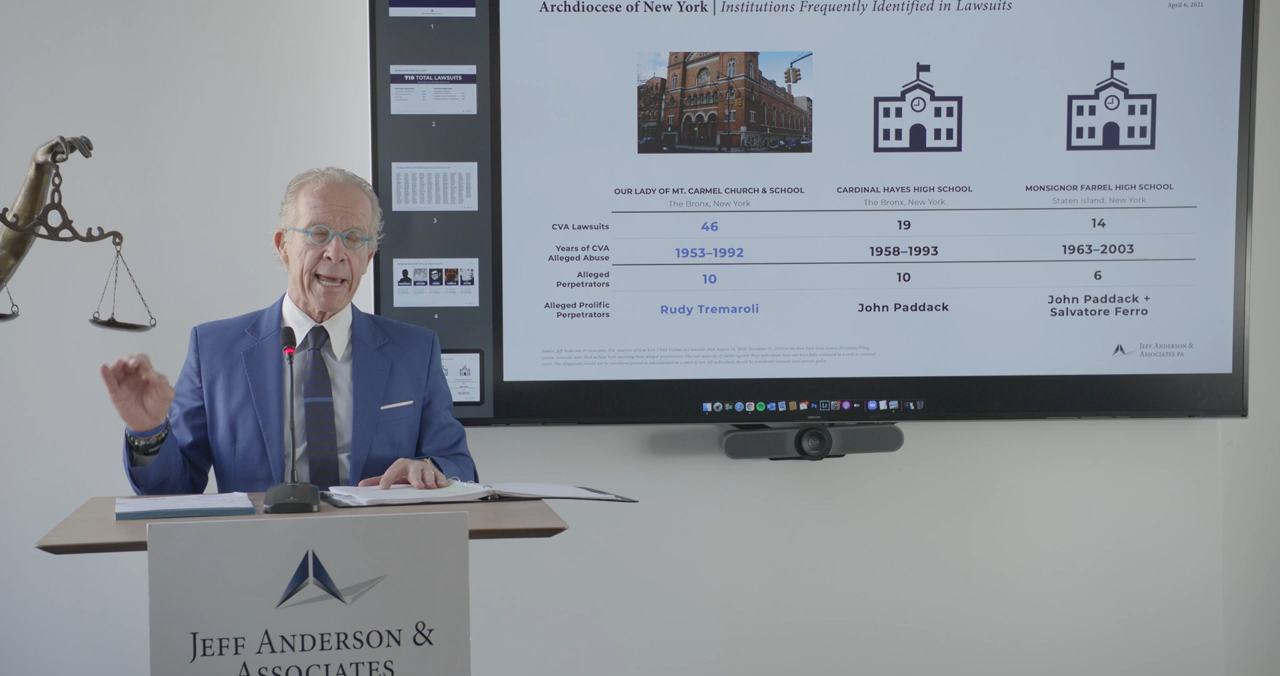 Archdiocese of New York | Institutions Frequently Identified in Lawsuits
April 6, 2021
1
719 TOTAL LAWSUITS
2
3
4
OUR LADY OF MT. CARMEL CHURCH & SCHOOL
The Bronx, New York
CARDINAL HAYES HIGH SCHOOL
The Bronx, New York
MONSIGNOR FARREL HIGH SCHOOL
Staten Island, New York
CVA Lawsuits 46 19 14
Years of CVA
Alleged Abuse 1953–1992 1958–1993 1963–2003
Alleged
Perpetrators 10 10 6
Alleged Prolific
Perpetrators Rudy Tremaroli John Paddack John Paddack +
Salvatore Ferro
JEFF ANDERSON &
ASSOCIATES PA
JEFF ANDERSON &
ASSOCIATES